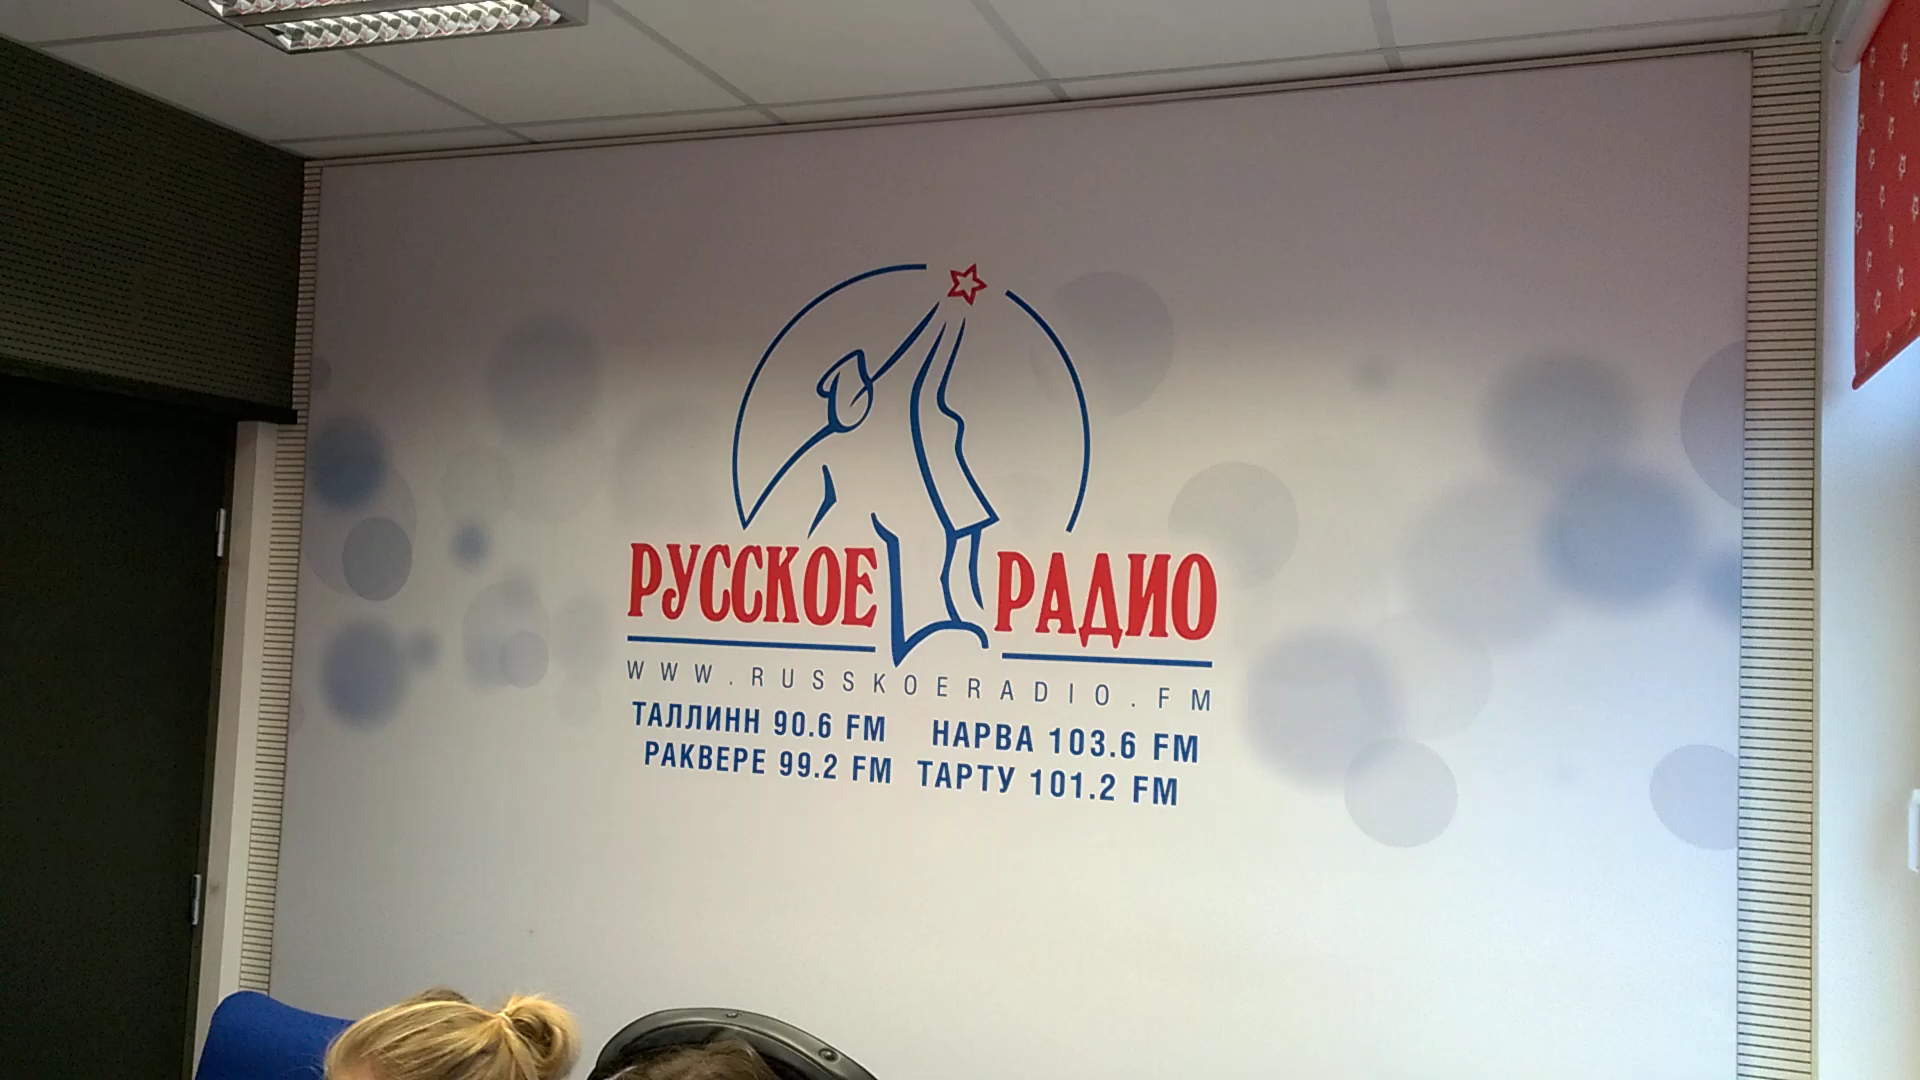 РУССКОЕ РАДИО
WWW.RUSSKOERADIO.FM
ТАЛЛИНН 90.6 FM НАРВА 103.6 FM
РАКВЕРЕ 99.2 FM ТАРТУ 101.2 FM